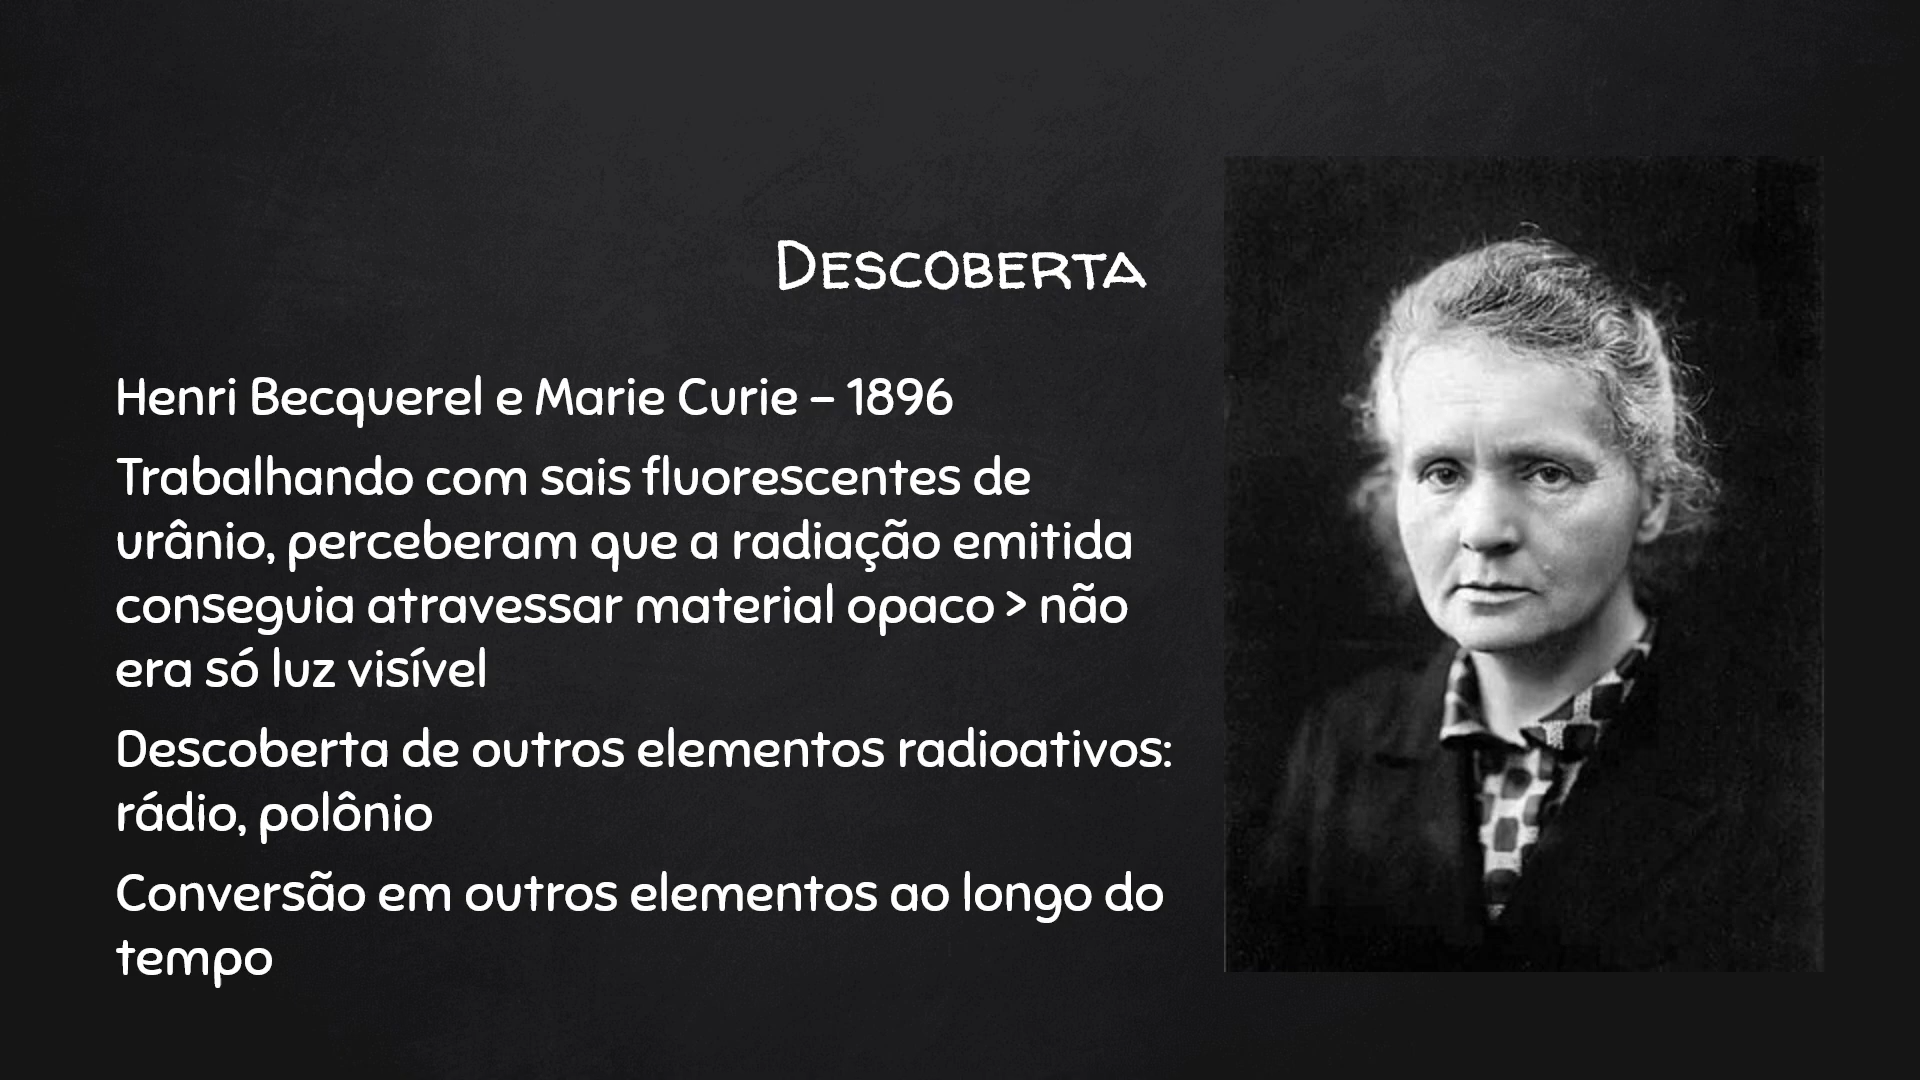 Descoberta
Henri Becquerel e Marie Curie – 1896
Trabalhando com sais fluorescentes de
urânio, perceberam que a radiação emitida
conseguia atravessar material opaco > não
era só luz visível
Descoberta de outros elementos radioativos:
rádio, polônio
Conversão em outros elementos ao longo do
tempo